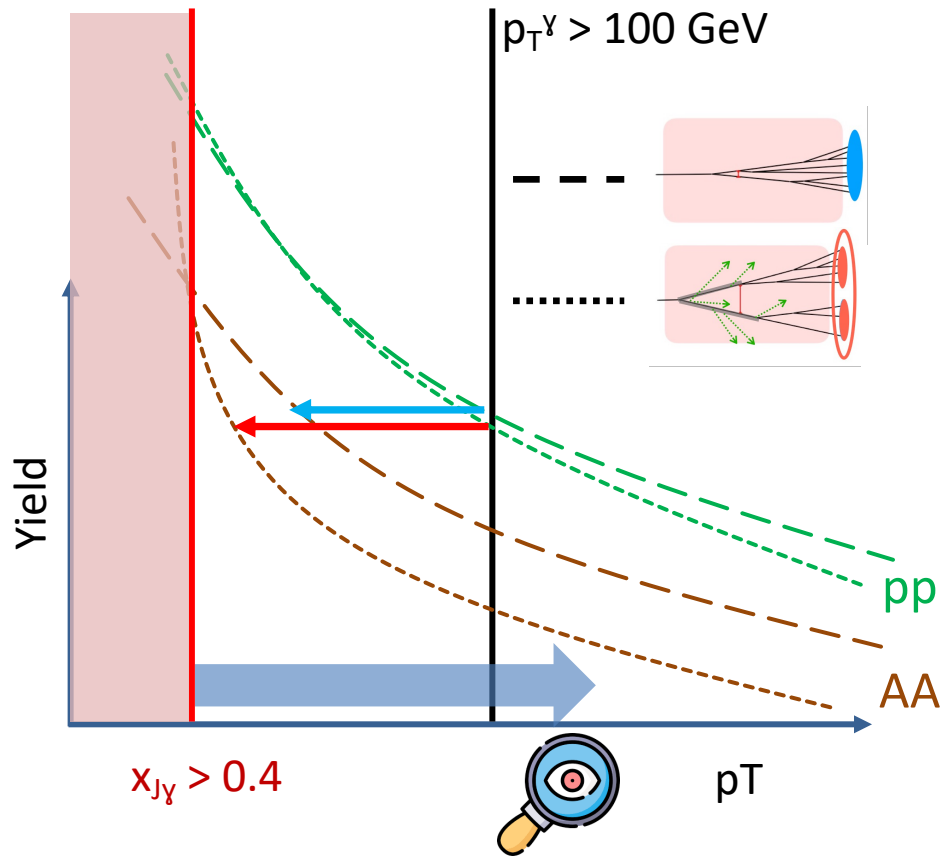 p_T^γ > 100 GeV
Yield
pp
AA
x_Jγ > 0.4
pT